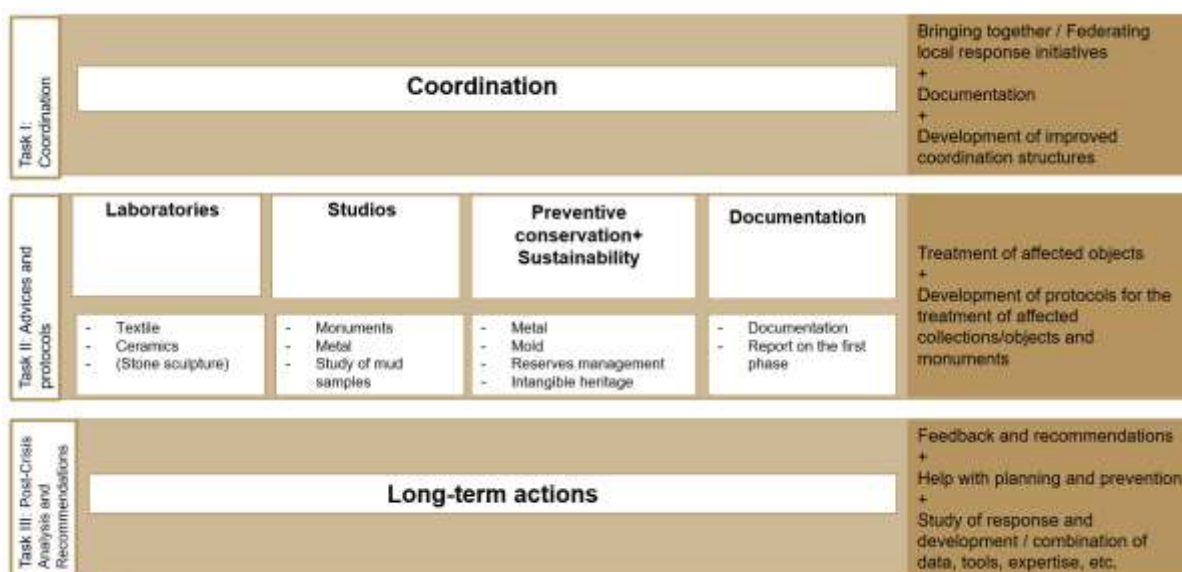 Task I:
Coordination
Coordination
Bringing together / Federating
local response initiatives
+
Documentation
+
Development of improved
coordination structures
Task II: Advices and
protocols
Laboratories
- Textile
- Ceramics
- (Stone sculpture)
Studios
- Monuments
- Metal
- Study of mud
samples
Preventive
conservation+
Sustainability
- Metal
- Mold
- Reserves management
- Intangible heritage
Documentation
- Documentation
- Report on the first
phase
Treatment of affected objects
+
Development of protocols for the
treatment of affected
collections/objects and
monuments
Task III: Post-Crisis
Analysis and
Recommendations
Long-term actions
Feedback and recommendations
+
Help with planning and prevention
+
Study of response and
development / combination of
data, tools, expertise, etc.